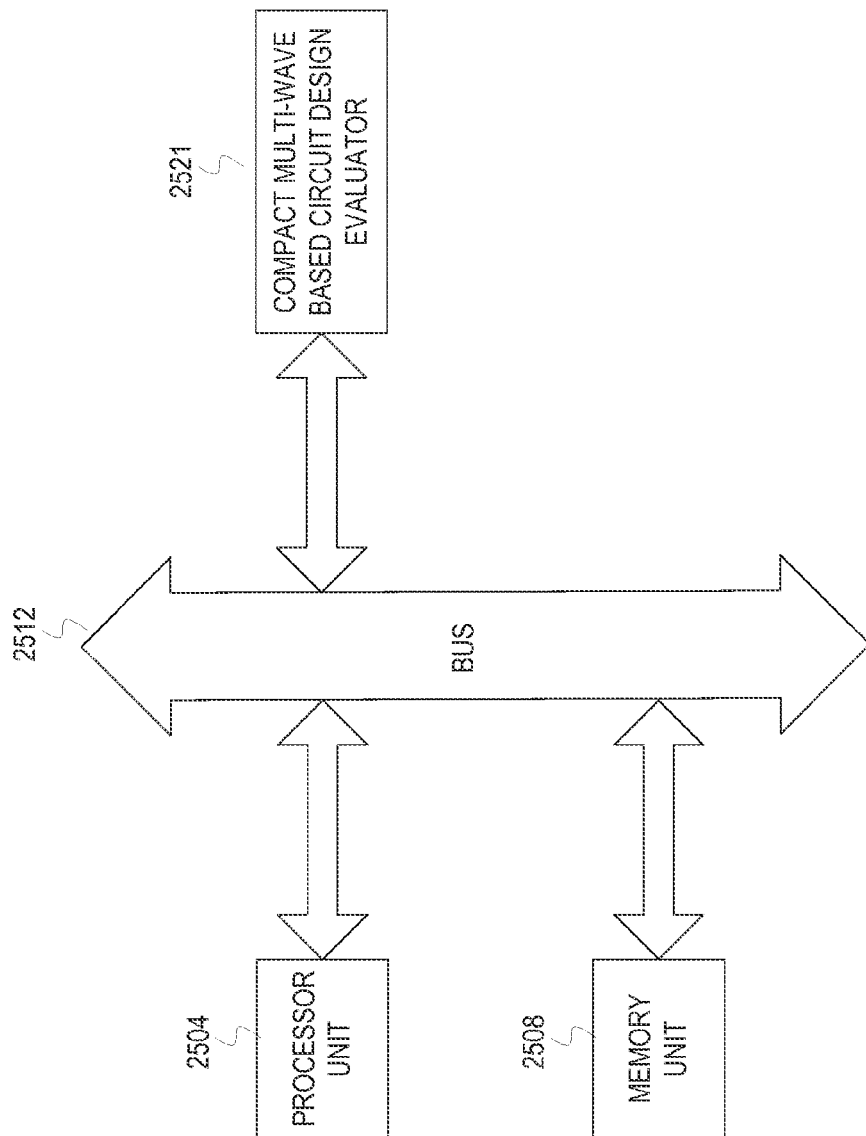 2504
PROCESSOR
UNIT
2508
MEMORY
UNIT
2512
BUS
2521
COMPACT MULTI-WAVE
BASED CIRCUIT DESIGN
EVALUATOR